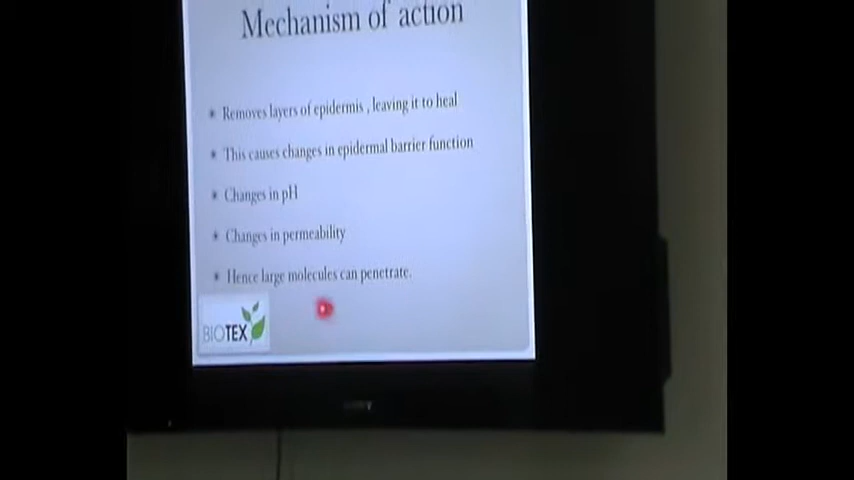 Mechanism of action
* Removes layers of epidermis , leaving it to heal
* This causes changes in epidermal barrier function
* Changes in pH
* Changes in permeability
* Hence large molecules can penetrate.
BIOTEX
SONY